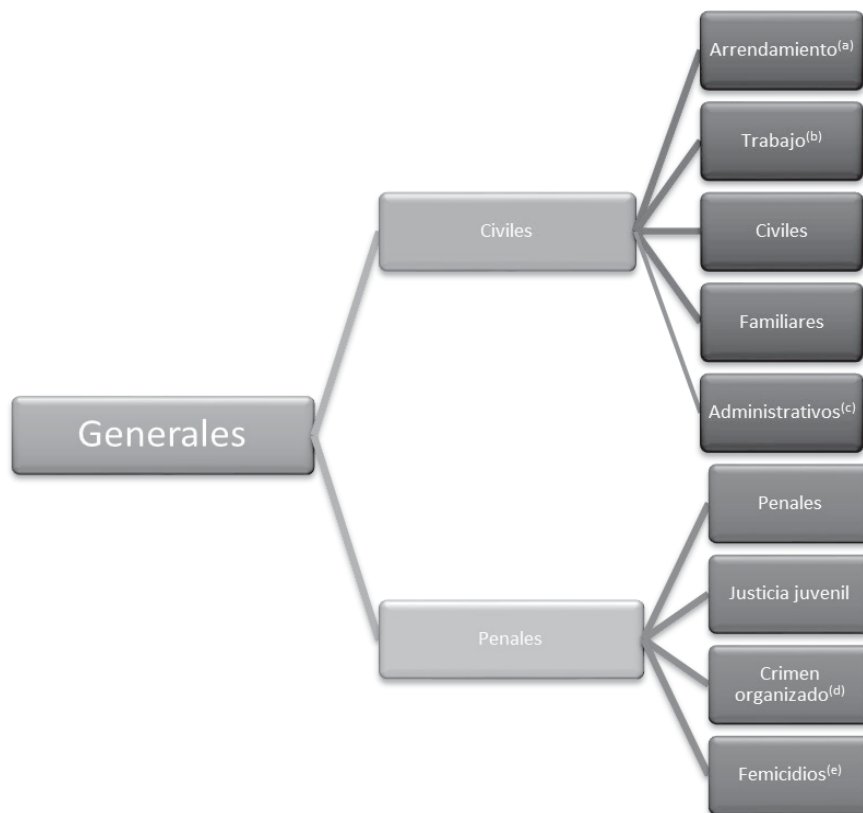 Generales
Civiles
Arrendamiento(a)
Trabajo(b)
Civiles
Familiares
Administrativos(c)
Penales
Penales
Justicia juvenil
Crimen
organizado(d)
Femicidios(e)